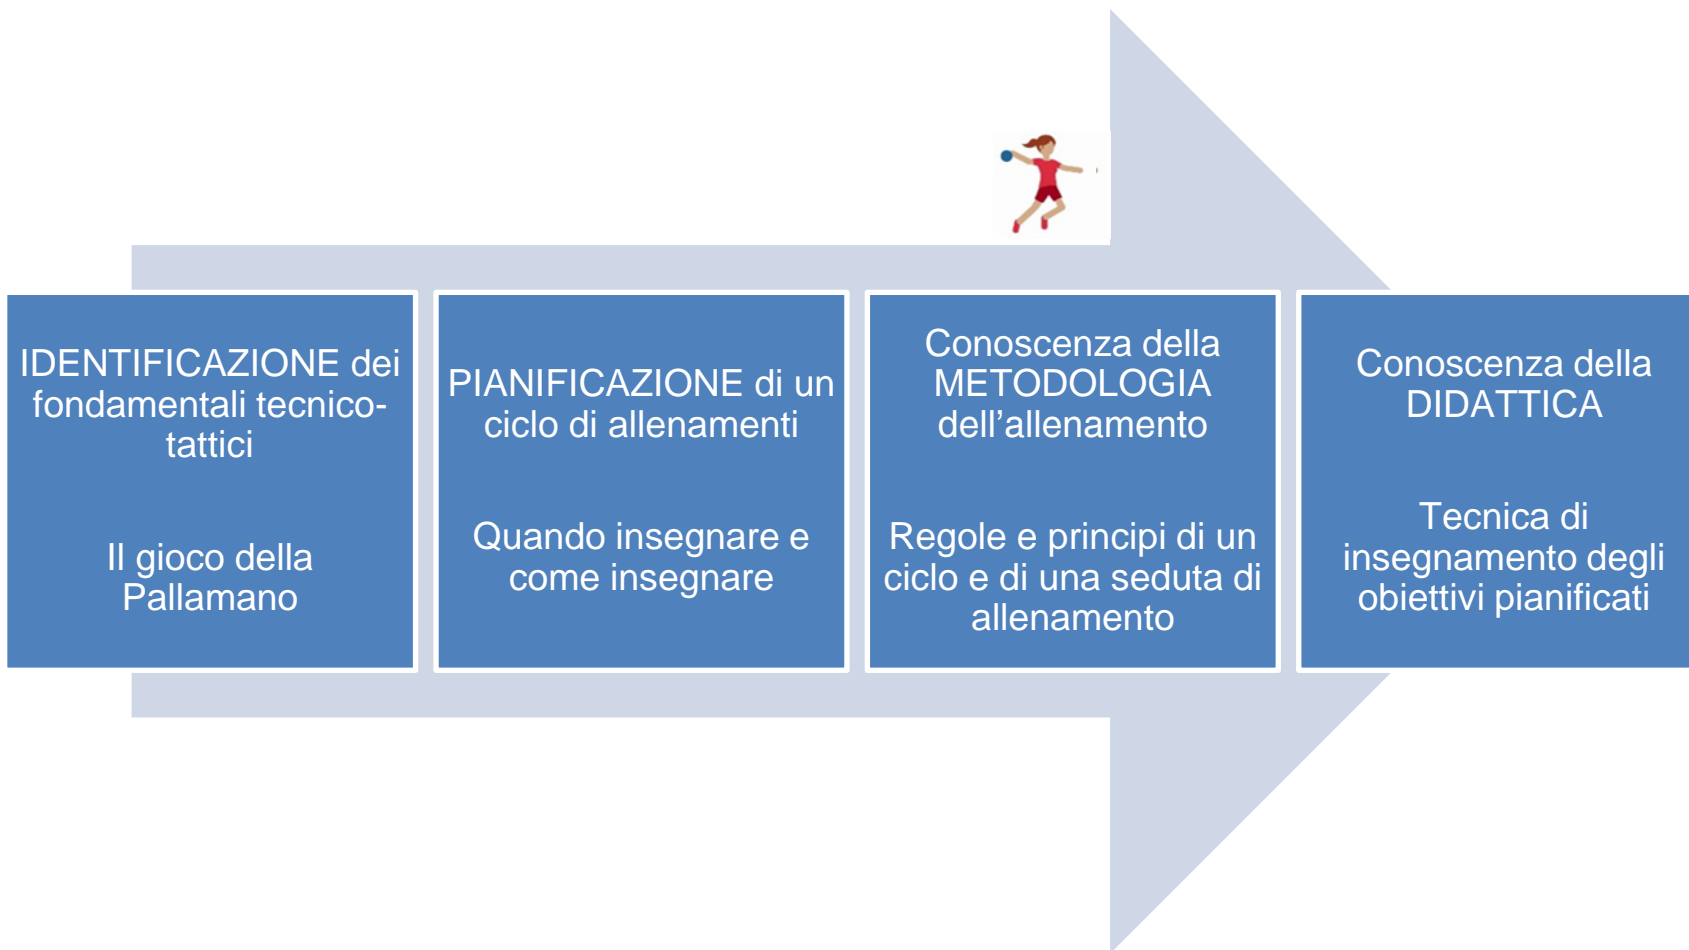 IDENTIFICAZIONE dei
fondamentali tecnico-
tattici
Il gioco della
Pallamano
PIANIFICAZIONE di un
ciclo di allenamenti
Quando insegnare e
come insegnare
Conoscenza della
METODOLOGIA
dell’allenamento
Regole e principi di un
ciclo e di una seduta di
allenamento
Conoscenza della
DIDATTICA
Tecnica di
insegnamento degli
obiettivi pianificati